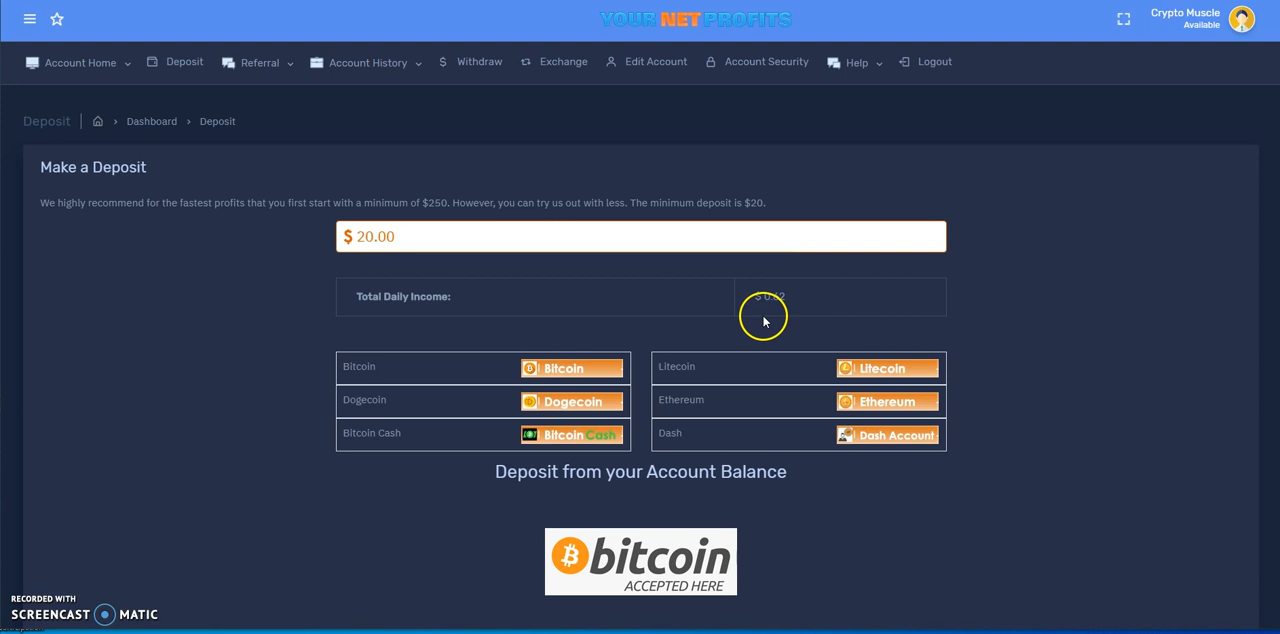 YOUR NET PROFITS
Crypto Muscle
Available
Account Home
Deposit
Referral
Account History
$ Withdraw
Exchange
Edit Account
Account Security
Help
Logout
Deposit
Dashboard > Deposit
Make a Deposit
We highly recommend for the fastest profits that you first start with a minimum of $250. However, you can try us out with less. The minimum deposit is $20.
$ 20.00
Total Daily Income: $ 0.62
Bitcoin Bitcoin
Litecoin Litecoin
Dogecoin Dogecoin
Ethereum Ethereum
Bitcoin Cash Bitcoin Cash
Dash Dash Account
Deposit from your Account Balance
bitcoin
ACCEPTED HERE
RECORDED WITH
SCREENCAST MATIC